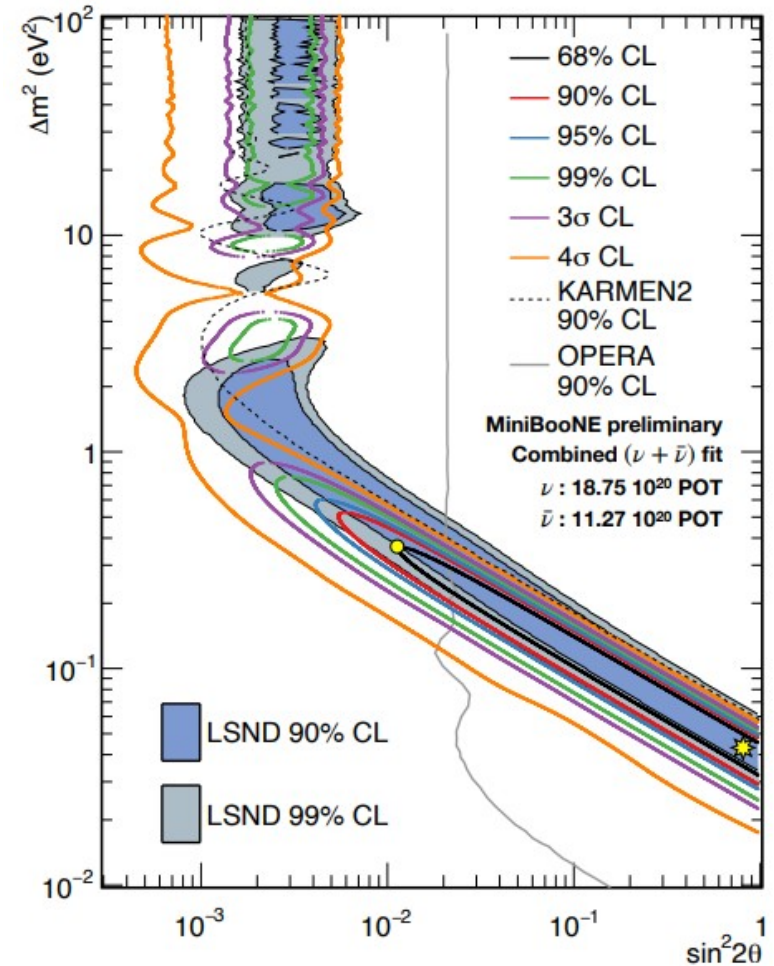 10²
Δm² (eV²)
68% CL
90% CL
95% CL
99% CL
3σ CL
4σ CL
KARMEN2
90% CL
OPERA
90% CL
MiniBooNE preliminary
Combined (ν + ν̄) fit
ν : 18.75 10²⁰ POT
ν̄ : 11.27 10²⁰ POT
10
1
10⁻¹
LSND 90% CL
LSND 99% CL
10⁻²
10⁻³ 10⁻² 10⁻¹ 1
sin²2θ